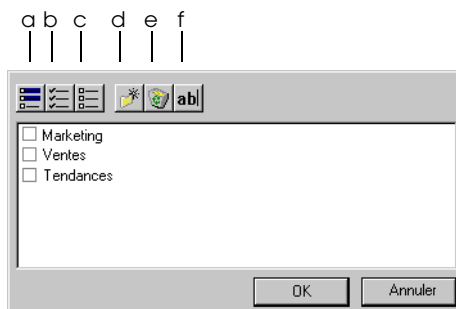 a b c d e f
ab
Marketing
Ventes
Tendances
OK Annuler